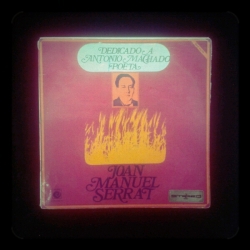 DEDICADO A
ANTONIO MACHADO
POETA
JOAN
MANUEL
SERRAT